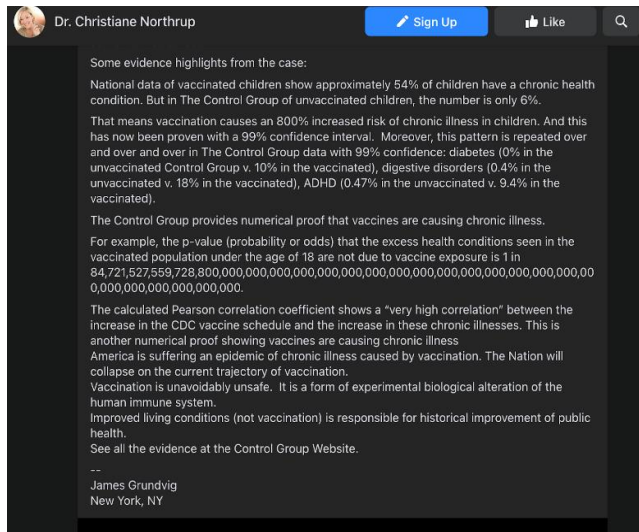 Dr. Christiane Northrup
Sign Up
Like
Some evidence highlights from the case:
National data of vaccinated children show approximately 54% of children have a chronic health
condition. But in The Control Group of unvaccinated children, the number is only 6%.
That means vaccination causes an 800% increased risk of chronic illness in children. And this
has now been proven with a 99% confidence interval.  Moreover, this pattern is repeated over
and over and over in The Control Group data with 99% confidence: diabetes (0% in the
unvaccinated Control Group v. 10% in the vaccinated), digestive disorders (0.4% in the
unvaccinated v. 18% in the vaccinated), ADHD (0.47% in the unvaccinated v. 9.4% in the
vaccinated).
The Control Group provides numerical proof that vaccines are causing chronic illness.
For example, the p-value (probability or odds) that the excess health conditions seen in the
vaccinated population under the age of 18 are not due to vaccine exposure is 1 in
84,721,527,559,728,800,000,000,000,000,000,000,000,000,000,000,000,000,000,000,000,00
0,000,000,000,000,000,000.
The calculated Pearson correlation coefficient shows a “very high correlation” between the
increase in the CDC vaccine schedule and the increase in these chronic illnesses. This is
another numerical proof showing vaccines are causing chronic illness
America is suffering an epidemic of chronic illness caused by vaccination. The Nation will
collapse on the current trajectory of vaccination.
Vaccination is unavoidably unsafe.  It is a form of experimental biological alteration of the
human immune system.
Improved living conditions (not vaccination) is responsible for historical improvement of public
health.
See all the evidence at the Control Group Website.
--
James Grundvig
New York, NY